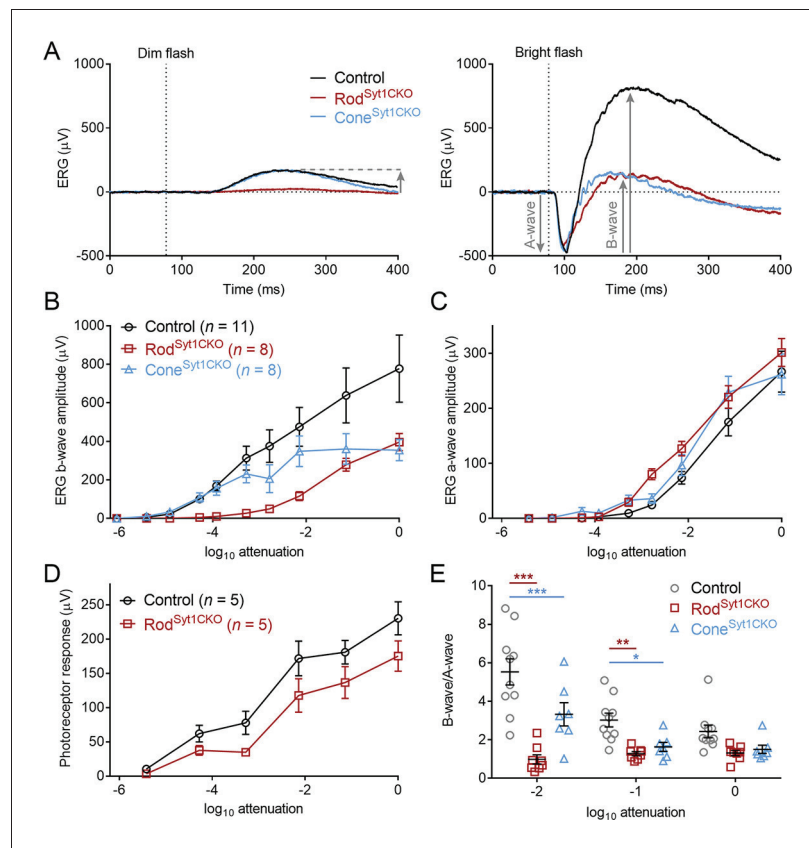 A
Dim flash
Control
Rod^Syt1CKO
Cone^Syt1CKO
ERG (µV)
1000
500
0
-500
0 100 200 300 400
Time (ms)
Bright flash
ERG (µV)
1000
500
0
-500
A-wave
B-wave
0 100 200 300 400
Time (ms)
B
Control (n = 11)
Rod^Syt1CKO (n = 8)
Cone^Syt1CKO (n = 8)
ERG b-wave amplitude (µV)
1000
800
600
400
200
0
-6 -4 -2 0
log10 attenuation
C
ERG a-wave amplitude (µV)
300
200
100
0
-6 -4 -2 0
log10 attenuation
D
Control (n = 5)
Rod^Syt1CKO (n = 5)
Photoreceptor response (µV)
250
200
150
100
50
0
-6 -4 -2 0
log10 attenuation
E
Control
Rod^Syt1CKO
Cone^Syt1CKO
***
***
**
*
B-wave/A-wave
10
8
6
4
2
0
-2 -1 0
log10 attenuation